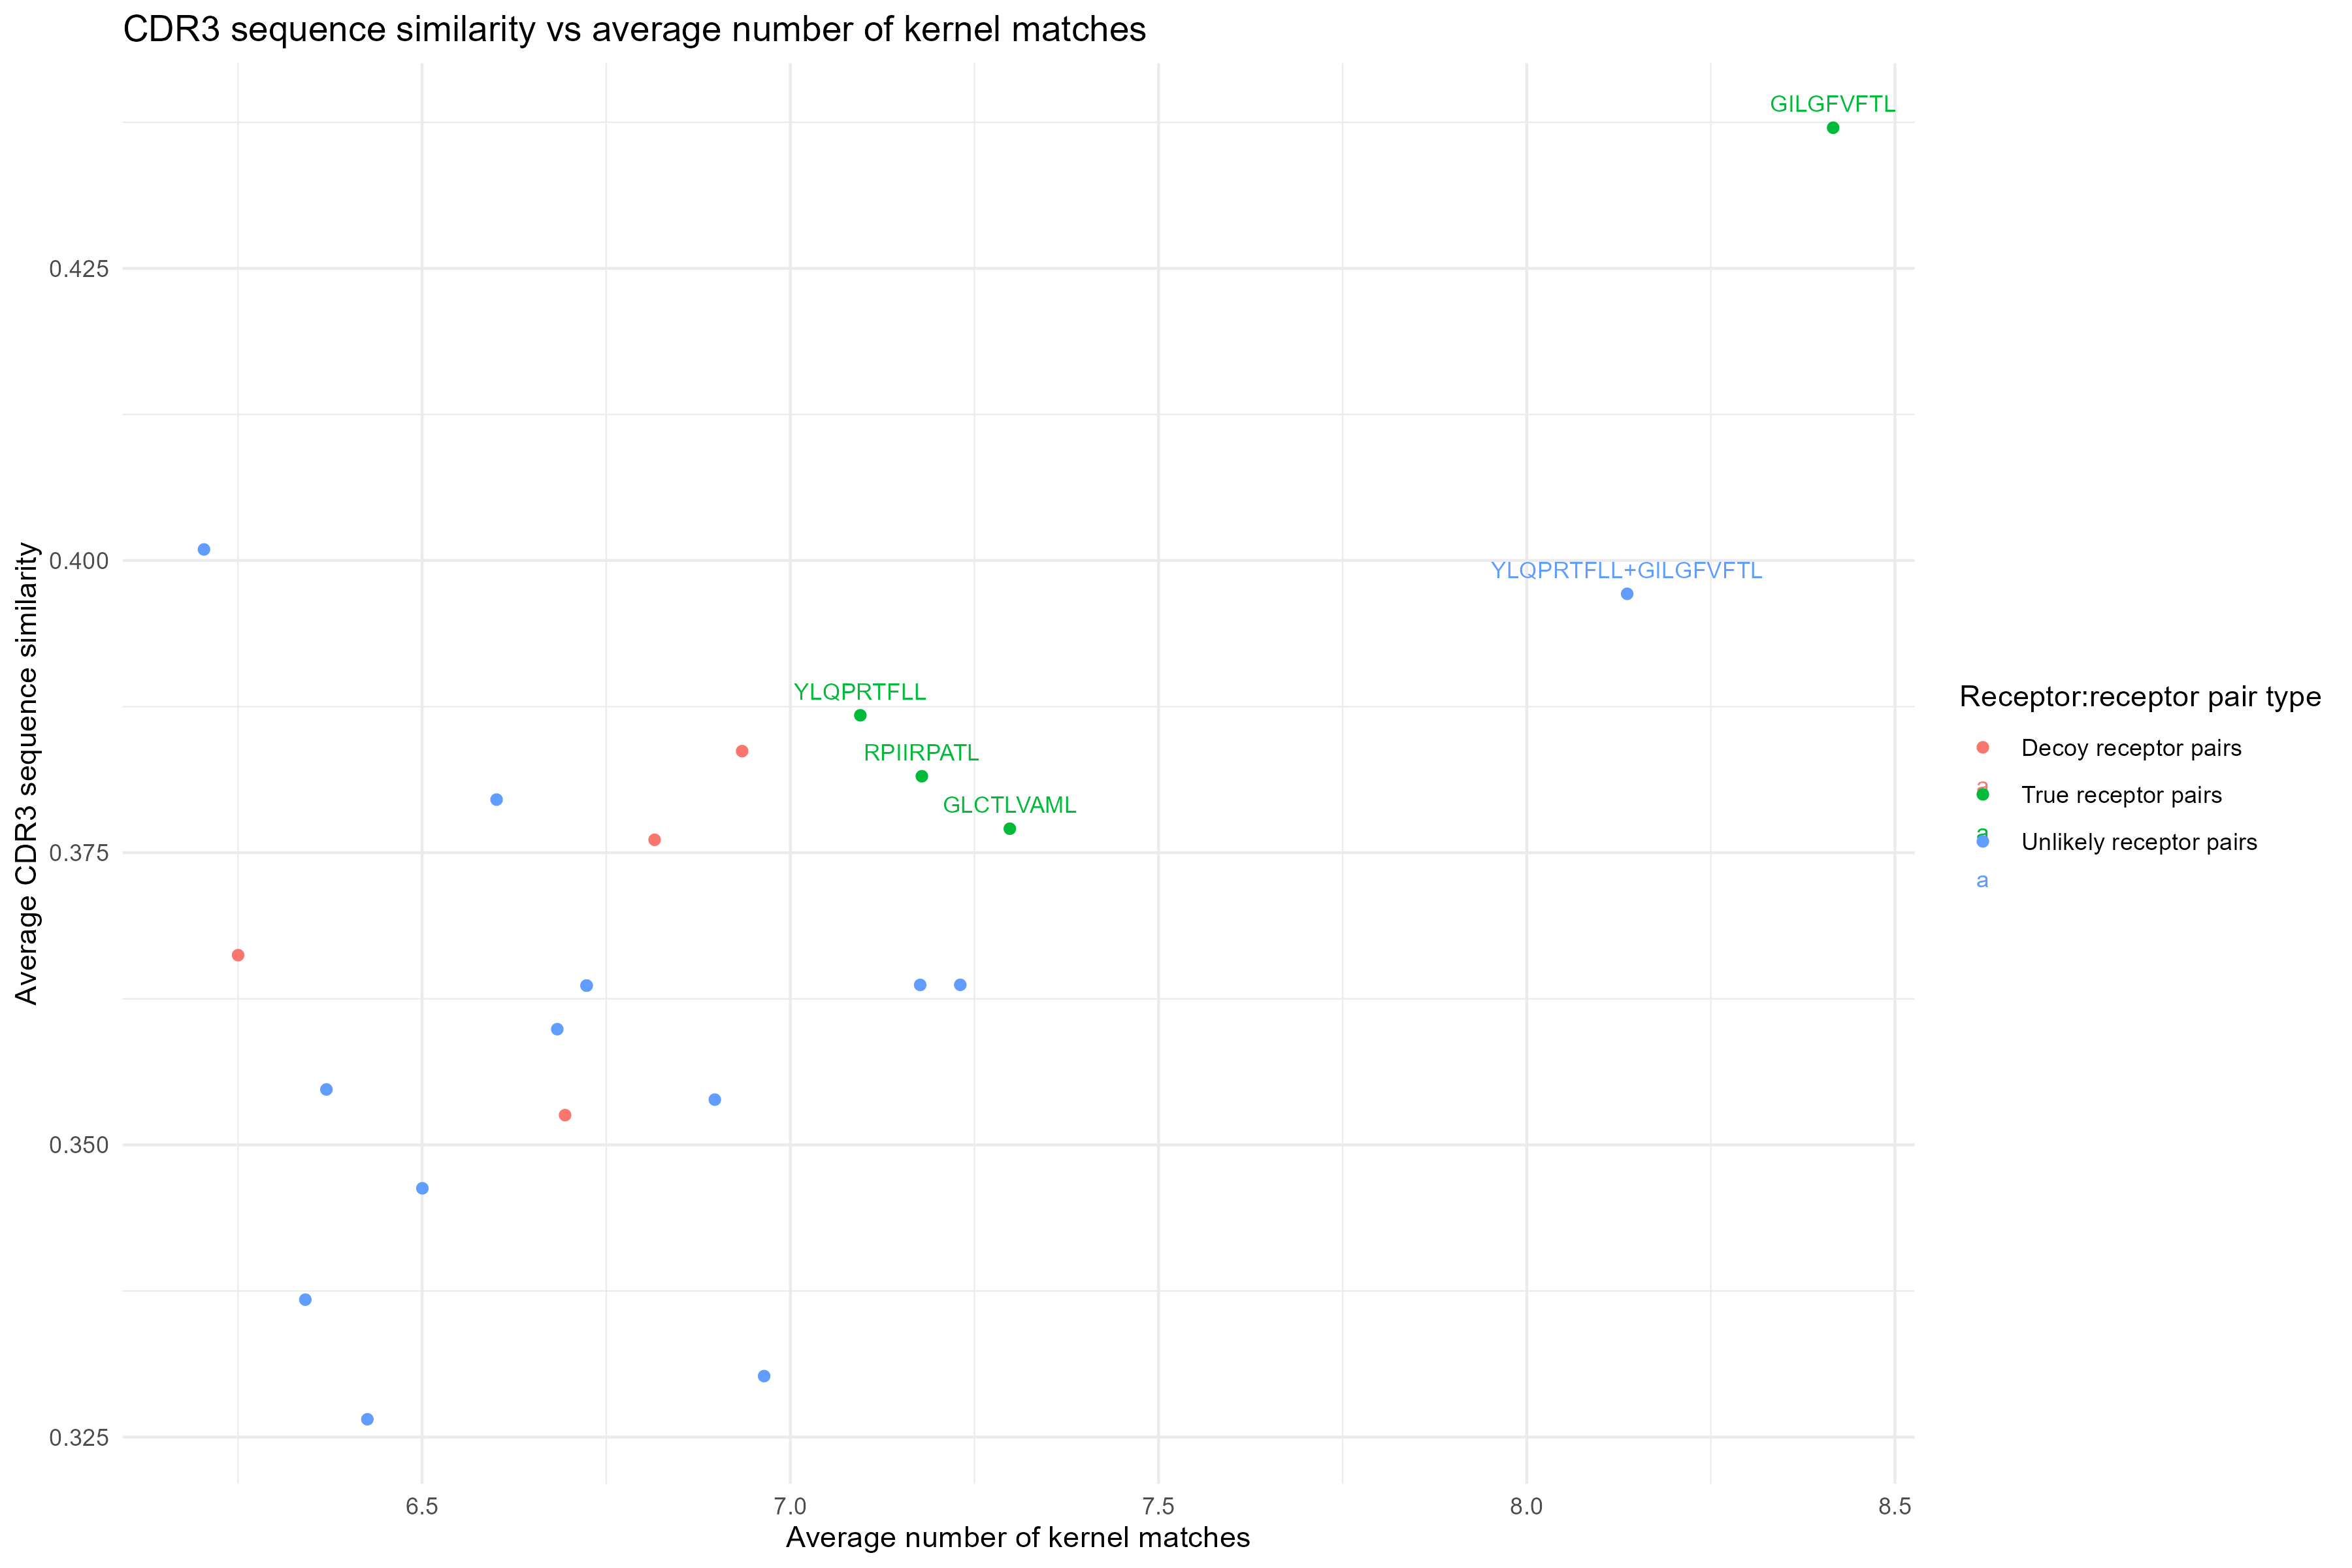 CDR3 sequence similarity vs average number of kernel matches
GILGFVFTL
0.425
0.400
YLQPRTFLL+GILGFVFTL
YLQPRTFLL
RPIIRPATL
GLCTLVAML
0.375
0.350
0.325
Average CDR3 sequence similarity
6.5 7.0 7.5 8.0 8.5
Average number of kernel matches
Receptor:receptor pair type
Decoy receptor pairs
a
True receptor pairs
a
Unlikely receptor pairs
a